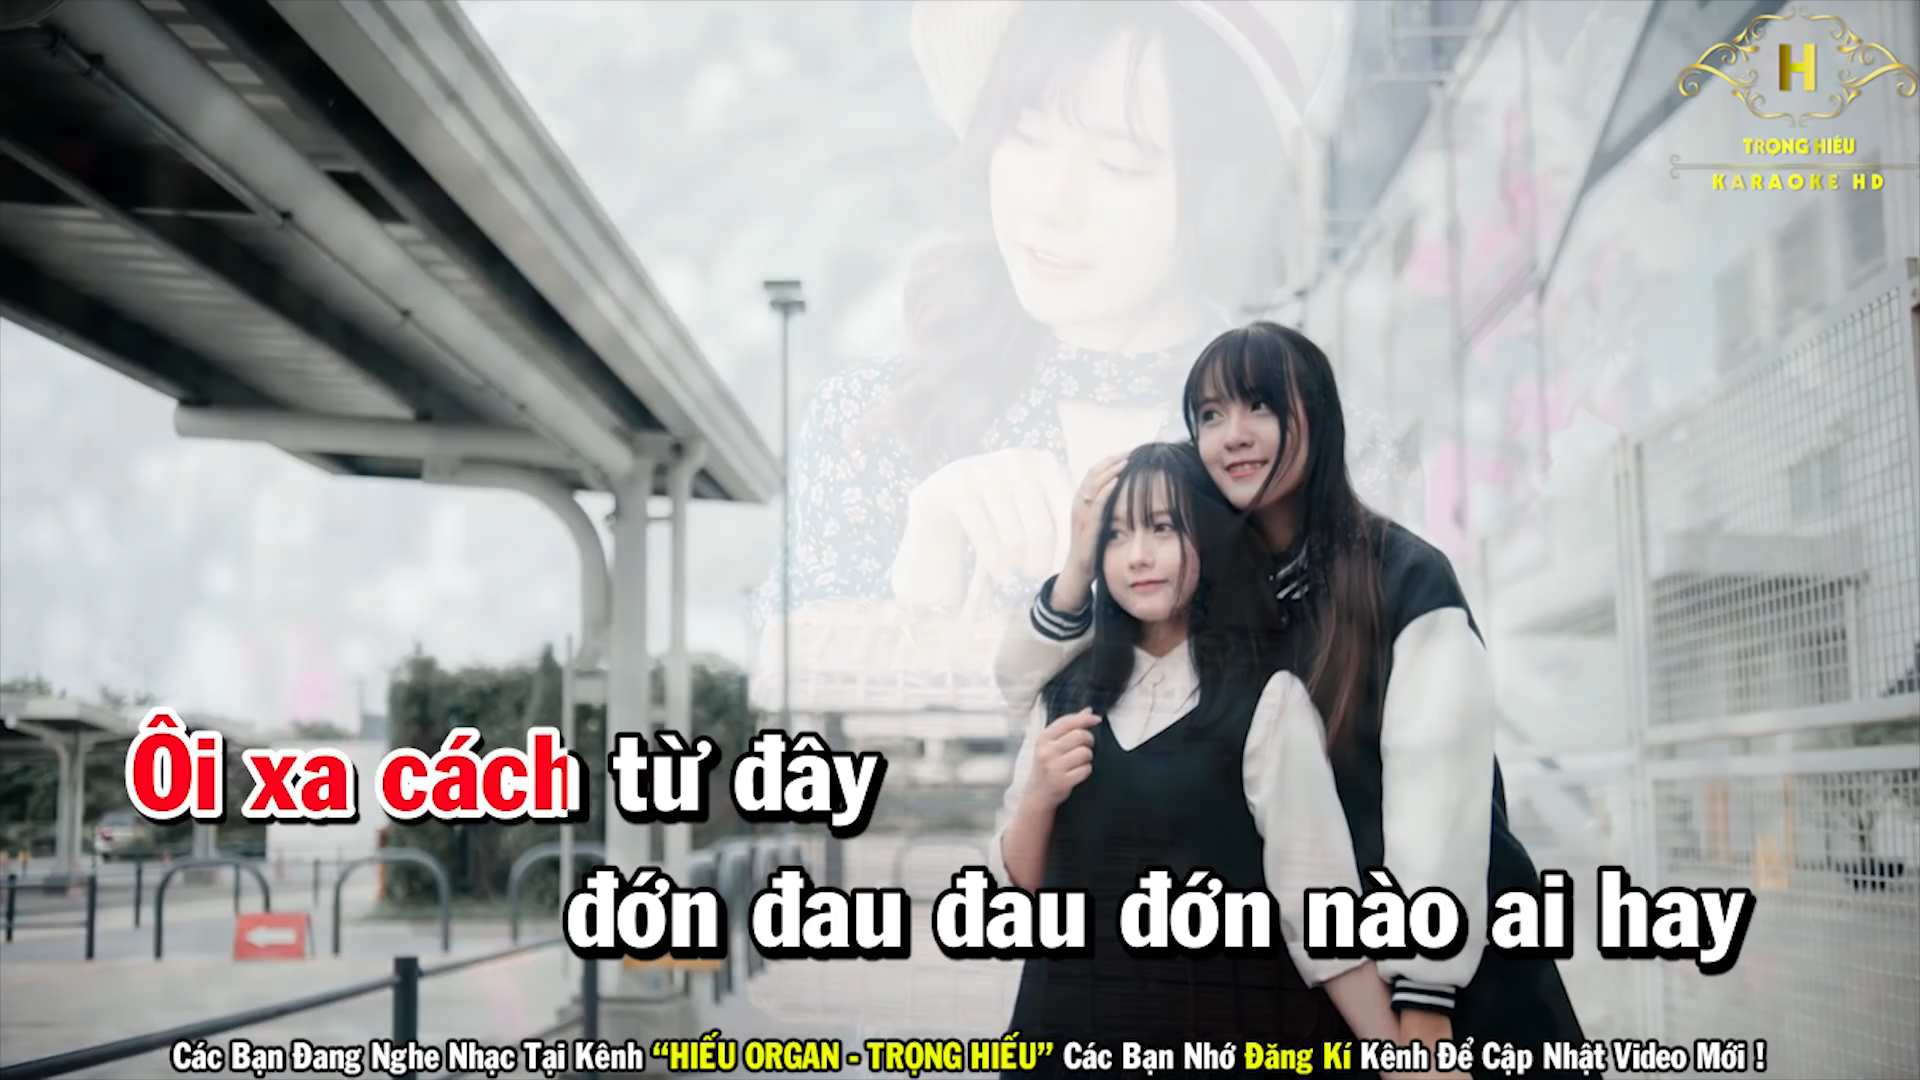 H
TRỌNG HIẾU
KARAOKE HD
Ôi xa cách từ đây
đớn đau đau đớn nào ai hay
Các Bạn Đang Nghe Nhạc Tại Kênh “HIẾU ORGAN - TRỌNG HIẾU” Các Bạn Nhớ Đăng Kí Kênh Để Cập Nhật Video Mới !